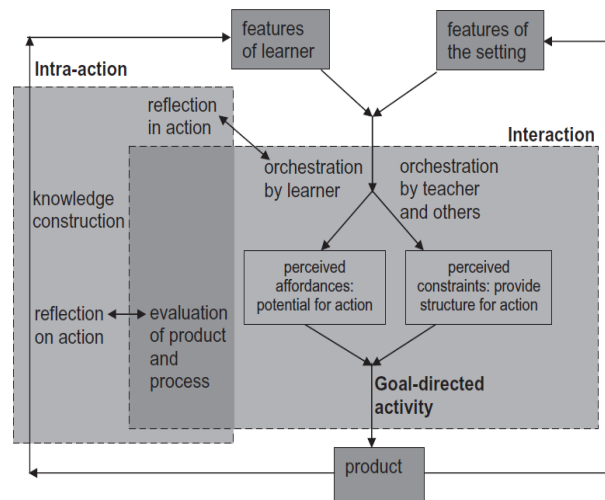 features
of learner
features of
the setting
Intra-action
reflection
in action
Interaction
orchestration
by learner
orchestration
by teacher
and others
knowledge
construction
perceived
affordances:
potential for action
perceived
constraints: provide
structure for action
reflection
on action
evaluation
of product
and
process
Goal-directed
activity
product